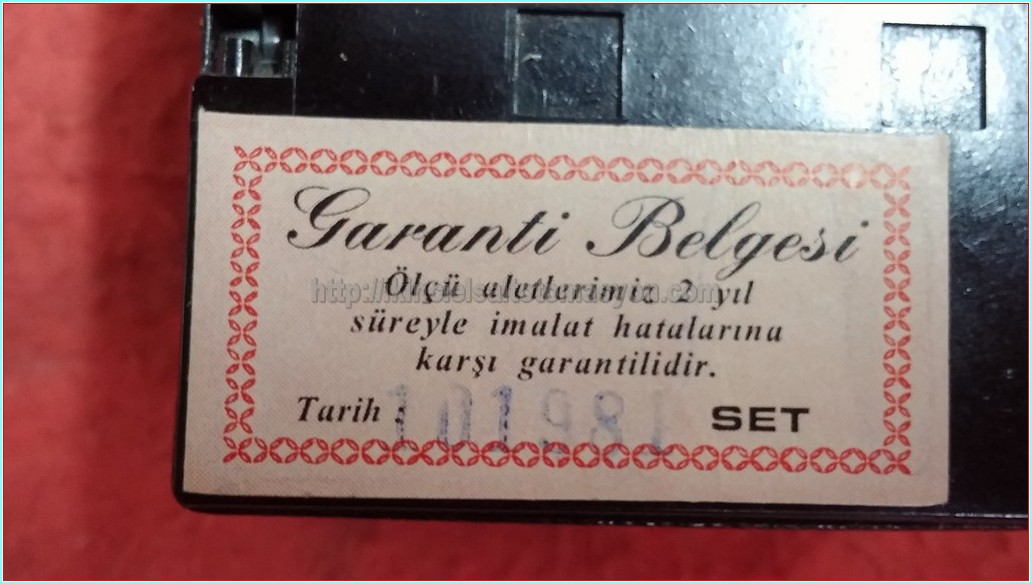 Garanti Belgesi
Ölçü aletlerimiz 2 yıl
süreyle imalat hatalarına
karşı garantilidir.
Tarih : 101981
SET